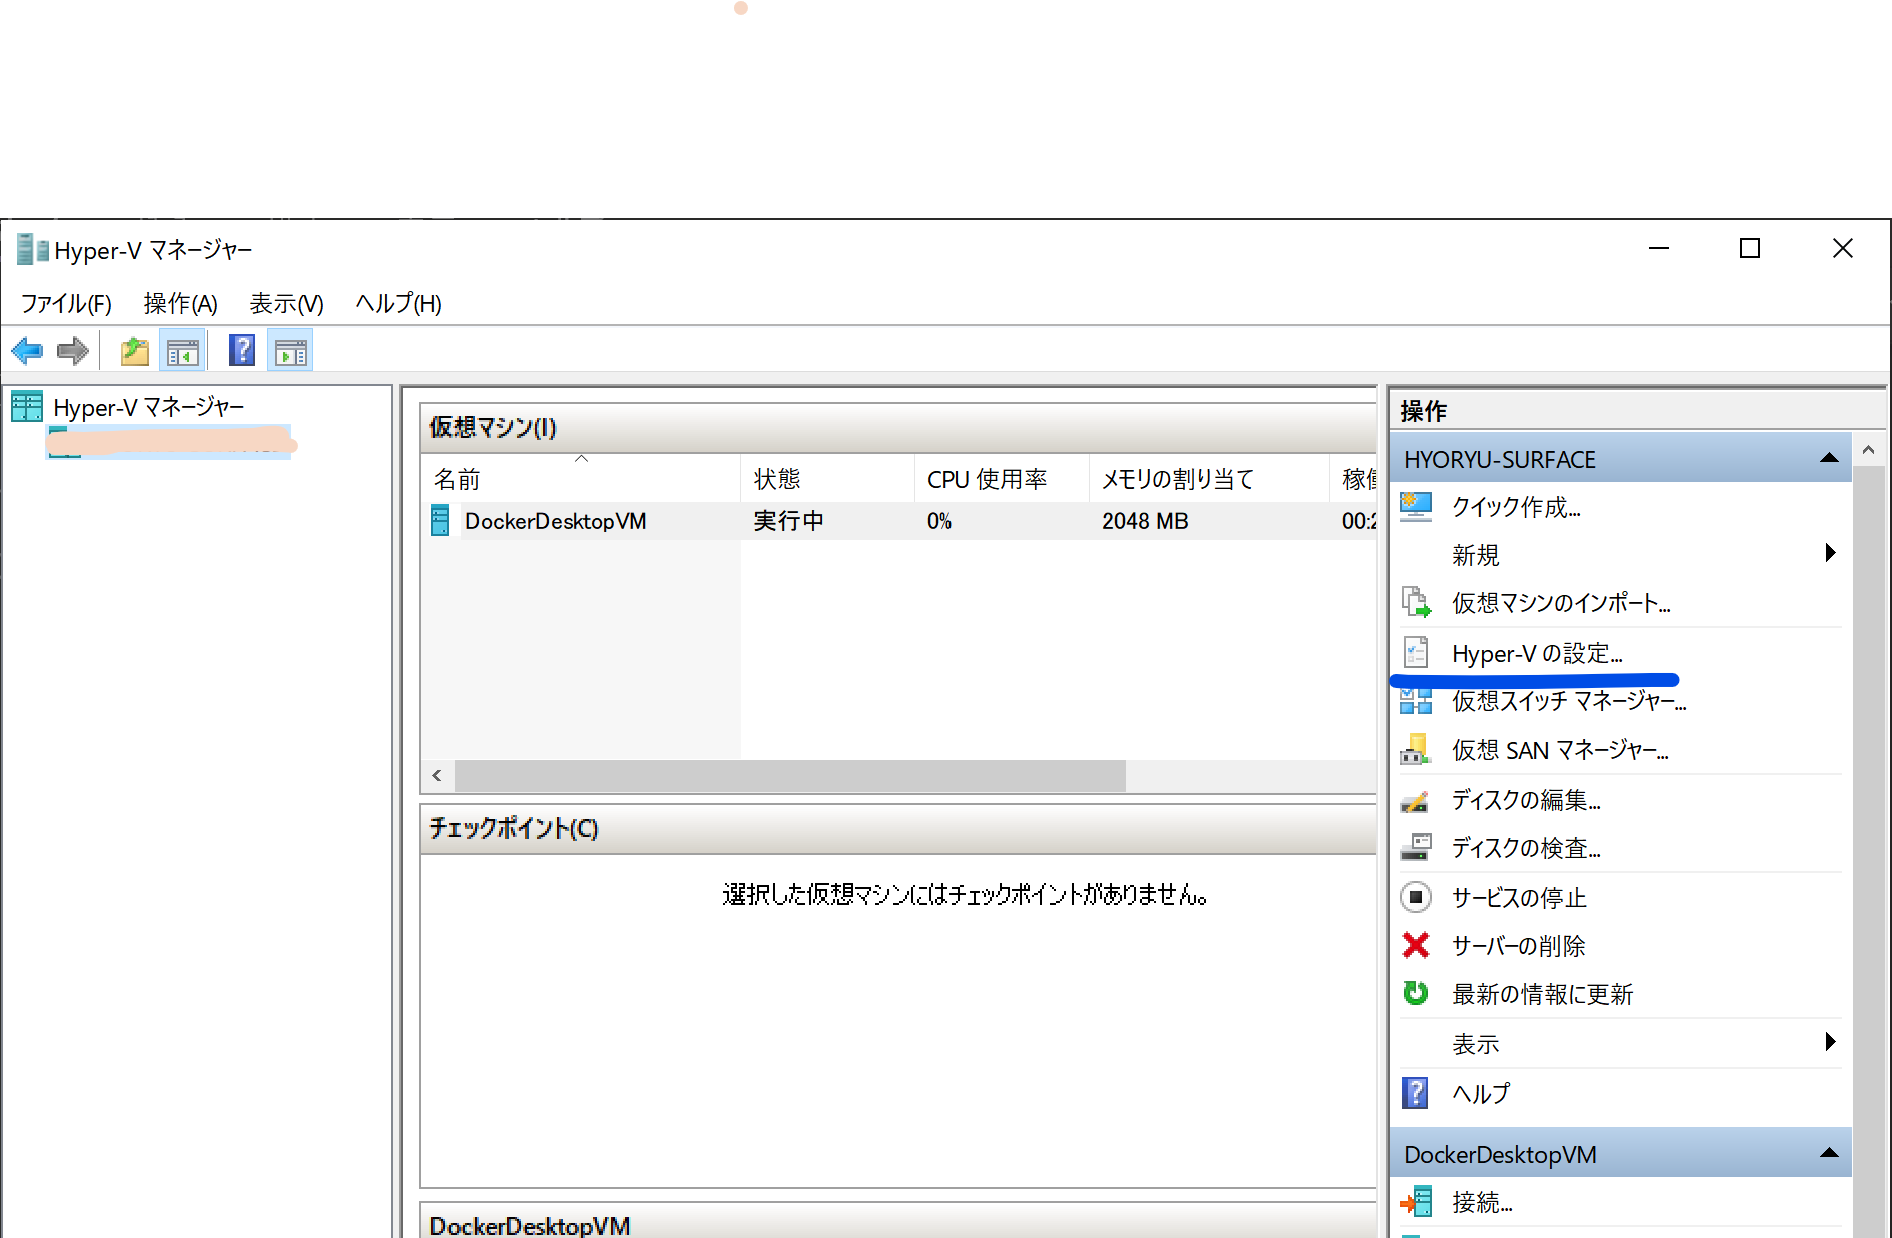 Hyper-V マネージャー
ファイル(F) 操作(A) 表示(V) ヘルプ(H)
Hyper-V マネージャー
仮想マシン(I)
名前 状態 CPU 使用率 メモリの割り当て
DockerDesktopVM 実行中 0% 2048 MB
チェックポイント(C)
選択した仮想マシンにはチェックポイントがありません。
DockerDesktopVM
操作
HYORYU-SURFACE
クイック作成...
新規
仮想マシンのインポート...
Hyper-V の設定...
仮想スイッチ マネージャー...
仮想 SAN マネージャー...
ディスクの編集...
ディスクの検査...
サービスの停止
サーバーの削除
最新の情報に更新
表示
ヘルプ
DockerDesktopVM
接続...